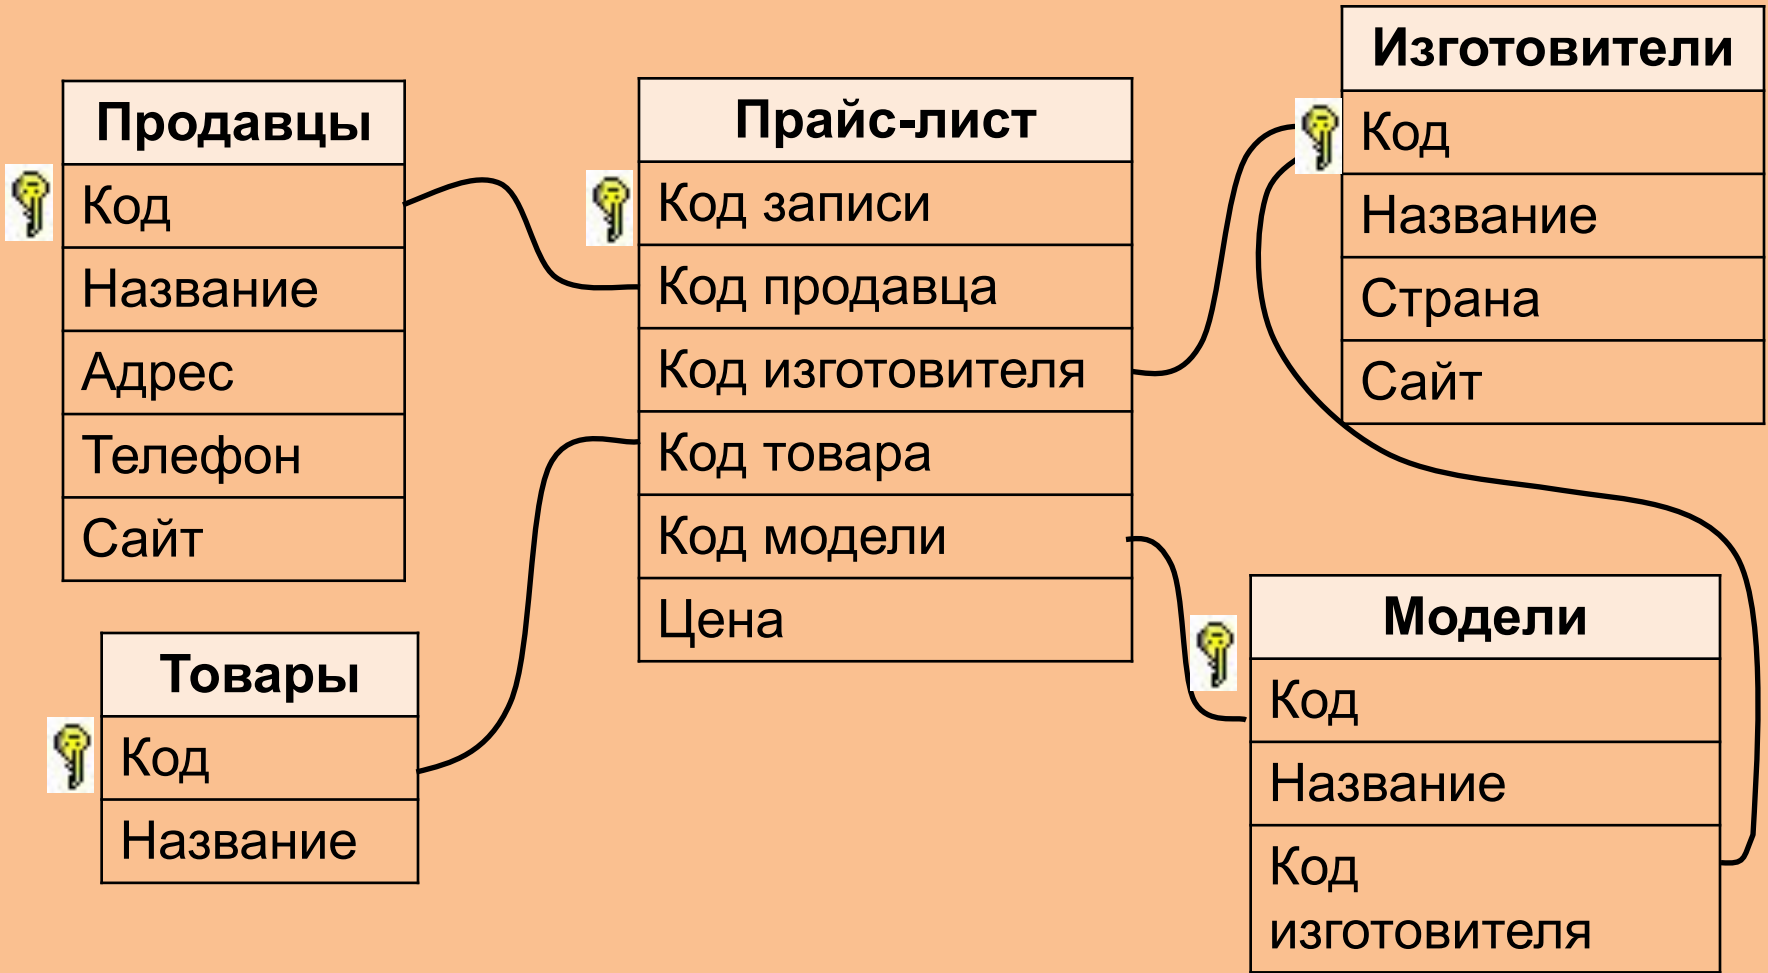 Продавцы
Код
Название
Адрес
Телефон
Сайт
Товары
Код
Название
Прайс-лист
Код записи
Код продавца
Код изготовителя
Код товара
Код модели
Цена
Изготовители
Код
Название
Страна
Сайт
Модели
Код
Название
Код
изготовителя